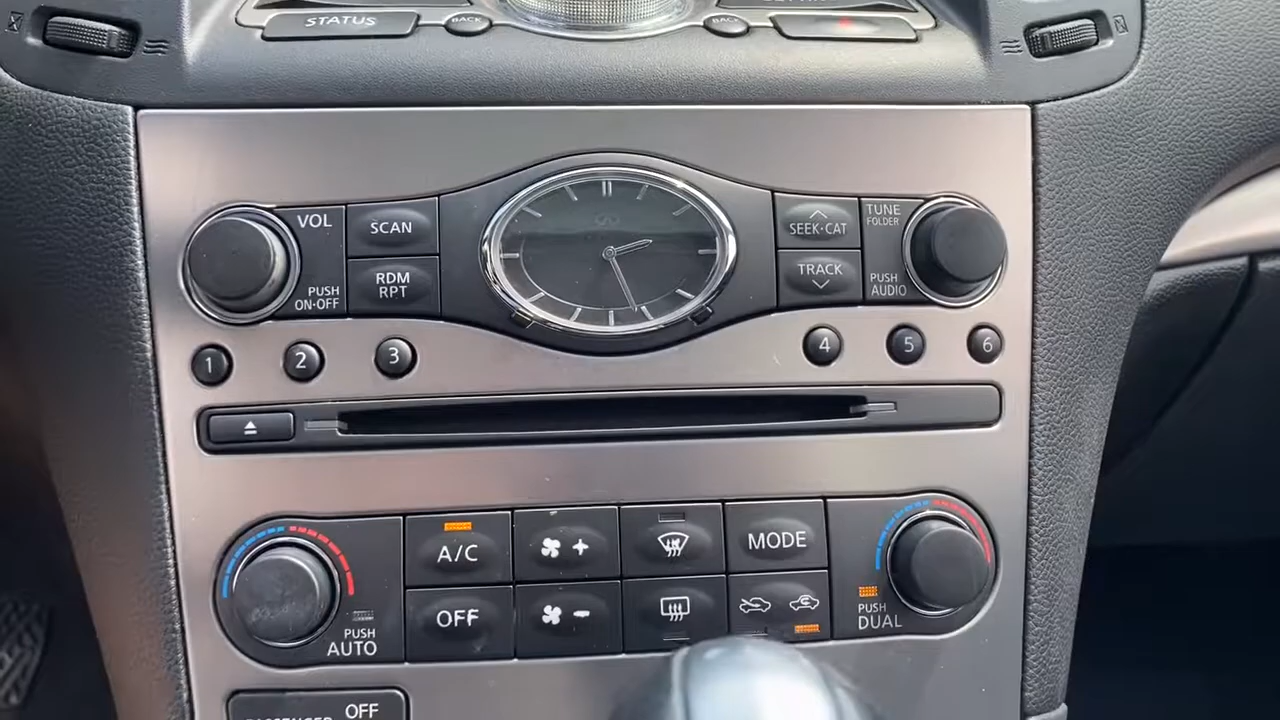 STATUS
BACK
BACK
VOL
PUSH
ON·OFF
SCAN
RDM
RPT
SEEK·CAT
TRACK
TUNE
FOLDER
PUSH
AUDIO
1
2
3
4
5
6
A/C
OFF
MODE
PUSH
AUTO
PUSH
DUAL
PASSENGER
OFF